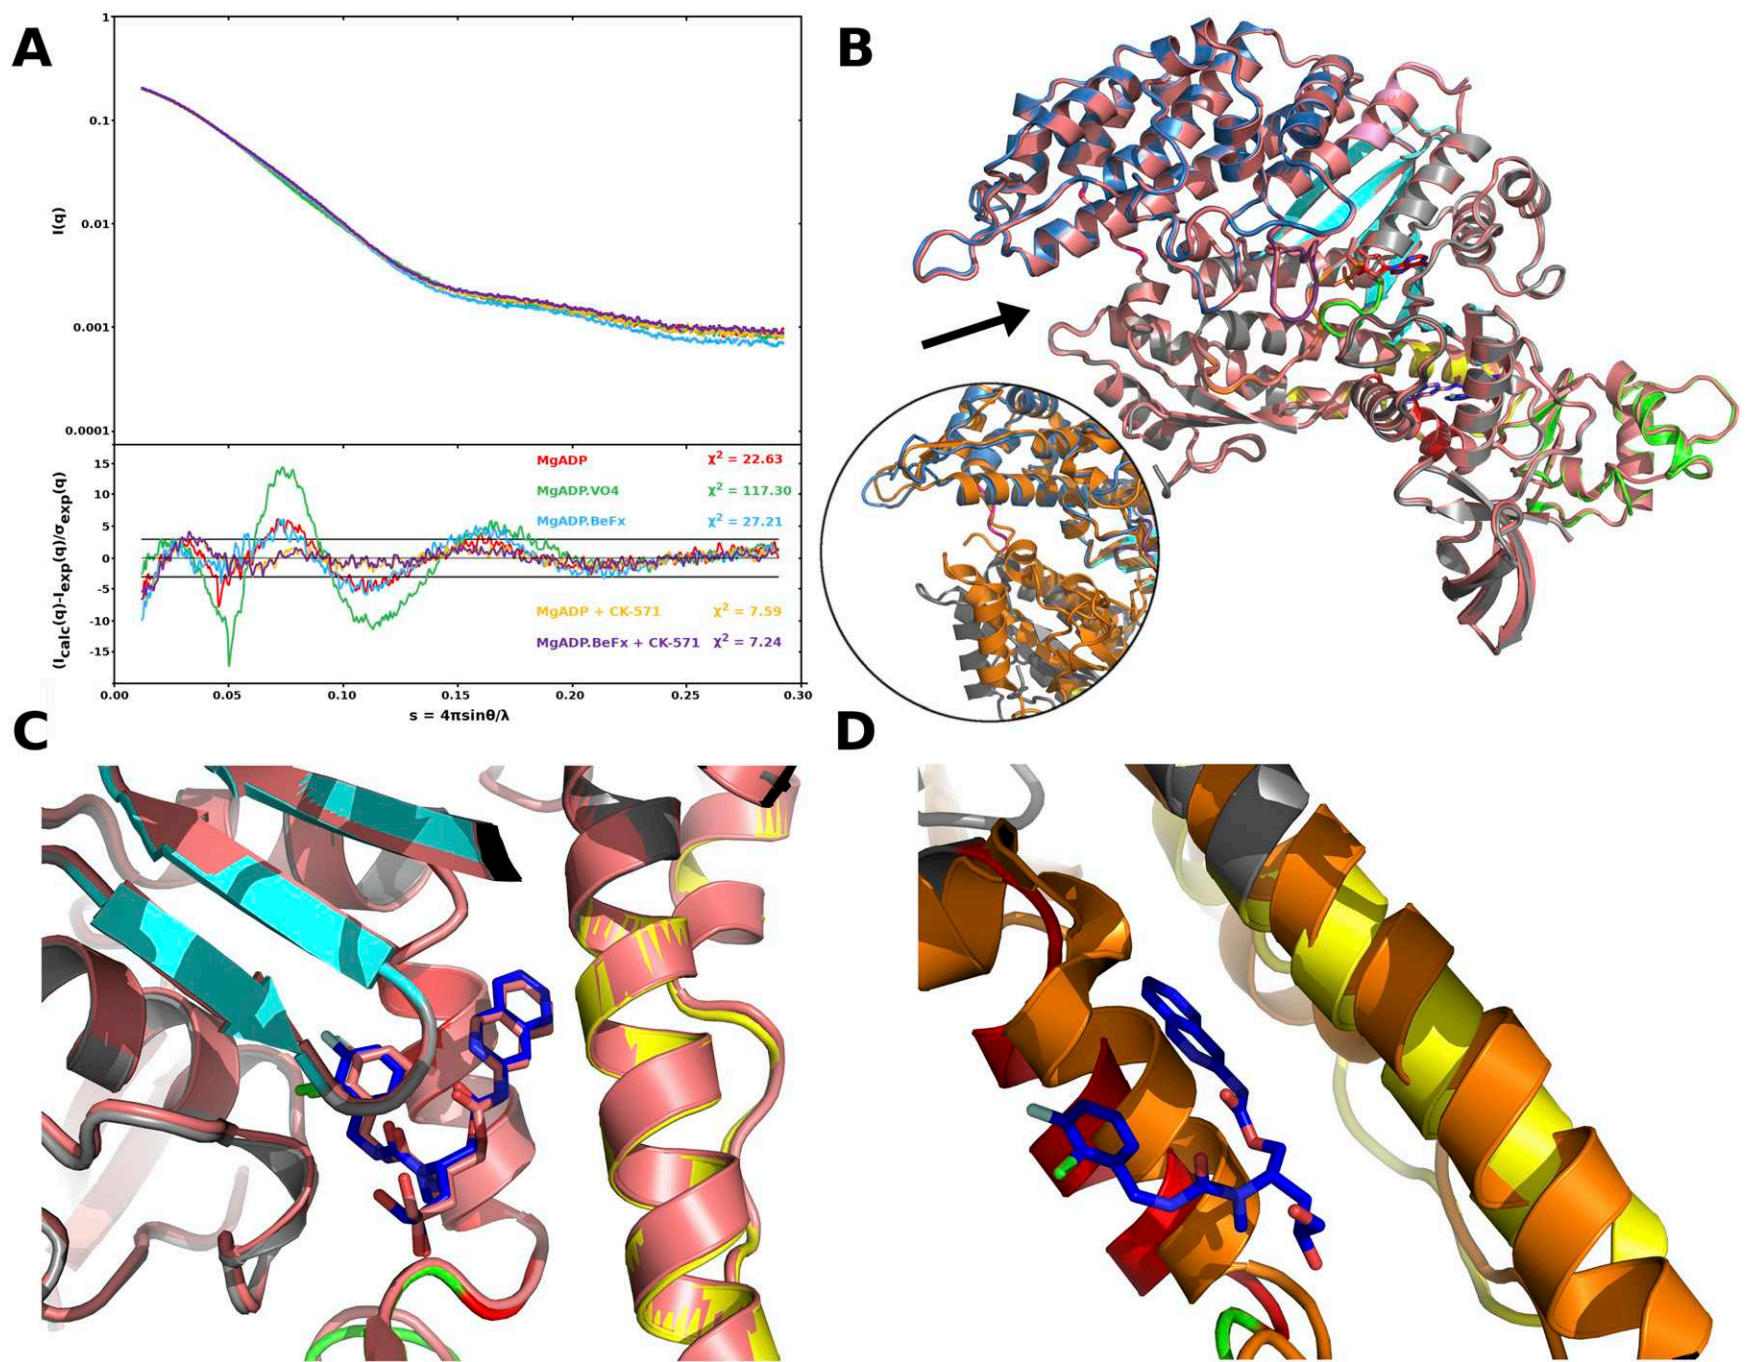 A
B
1
0.1
0.01
0.001
0.0001
I(q)
15
10
5
0
-5
-10
-15
(Icalc(q)-Iexp(q)/σexp(q)
MgADP χ² = 22.63
MgADP.VO4 χ² = 117.30
MgADP.BeFx χ² = 27.21
MgADP + CK-571 χ² = 7.59
MgADP.BeFx + CK-571 χ² = 7.24
0.00 0.05 0.10 0.15 0.20 0.25 0.30
s = 4πsinθ/λ
C
D